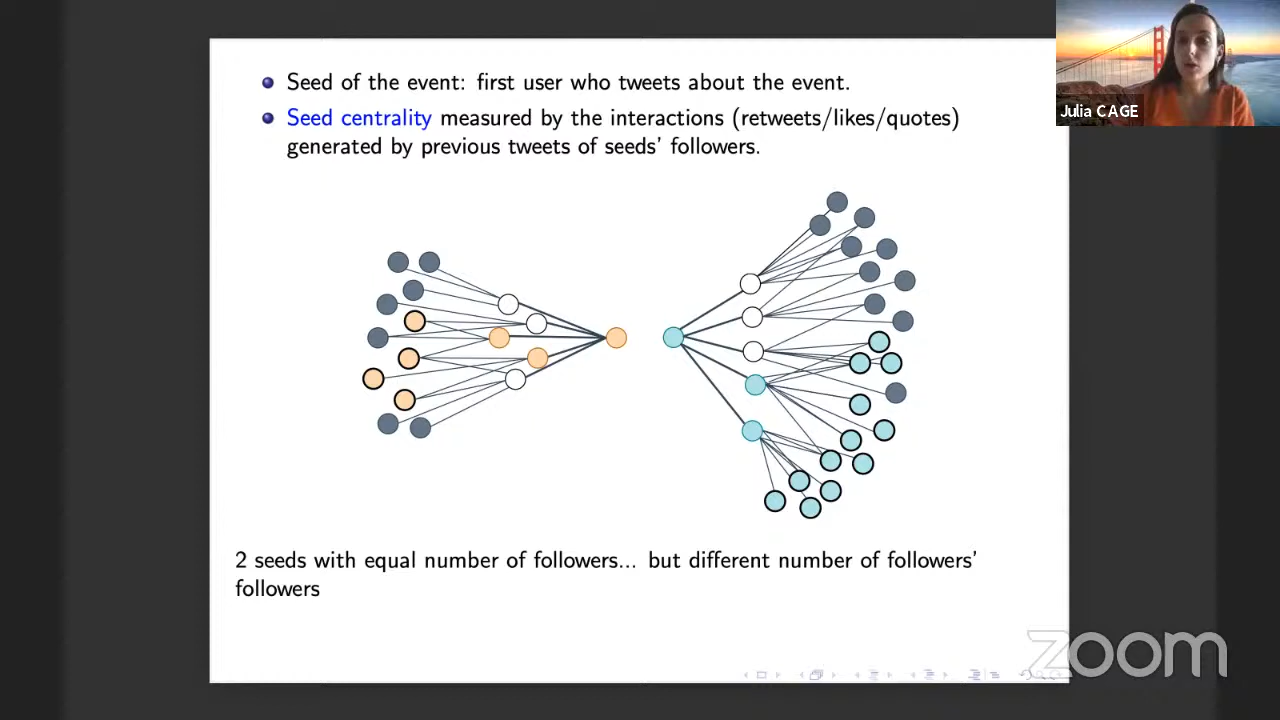 Seed of the event: first user who tweets about the event.
Seed centrality measured by the interactions (retweets/likes/quotes)
generated by previous tweets of seeds' followers.
Julia CAGE
2 seeds with equal number of followers... but different number of followers'
followers
zoom